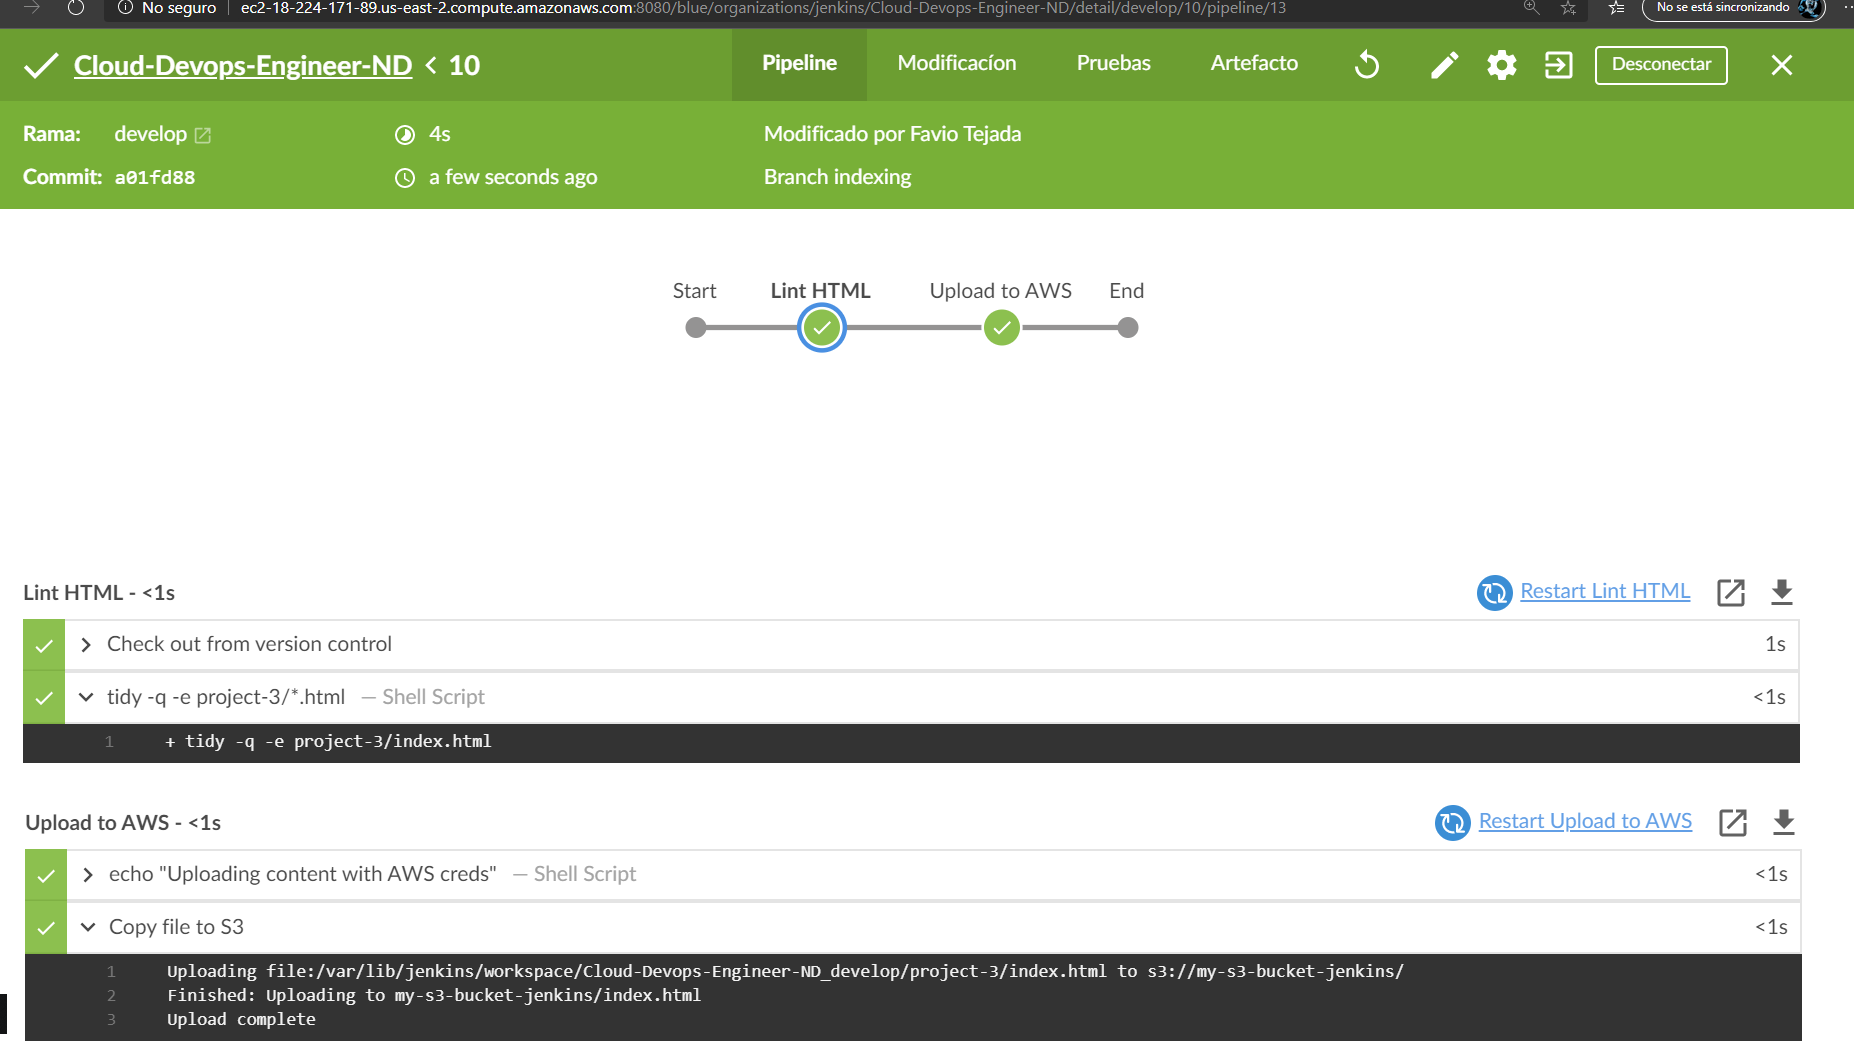 No seguro ec2-18-224-171-89.us-east-2.compute.amazonaws.com:8080/blue/organizations/jenkins/Cloud-Devops-Engineer-ND/detail/develop/10/pipeline/13 No se está sincronizando
Cloud-Devops-Engineer-ND < 10 Pipeline Modificacíon Pruebas Artefacto Desconectar
Rama: develop 4s Modificado por Favio Tejada
Commit: a01fd88 a few seconds ago Branch indexing
Start Lint HTML Upload to AWS End
Lint HTML - <1s Restart Lint HTML
Check out from version control 1s
tidy -q -e project-3/*.html — Shell Script <1s
1 + tidy -q -e project-3/index.html
Upload to AWS - <1s Restart Upload to AWS
echo "Uploading content with AWS creds" — Shell Script <1s
Copy file to S3 <1s
1 Uploading file:/var/lib/jenkins/workspace/Cloud-Devops-Engineer-ND_develop/project-3/index.html to s3://my-s3-bucket-jenkins/
2 Finished: Uploading to my-s3-bucket-jenkins/index.html
3 Upload complete